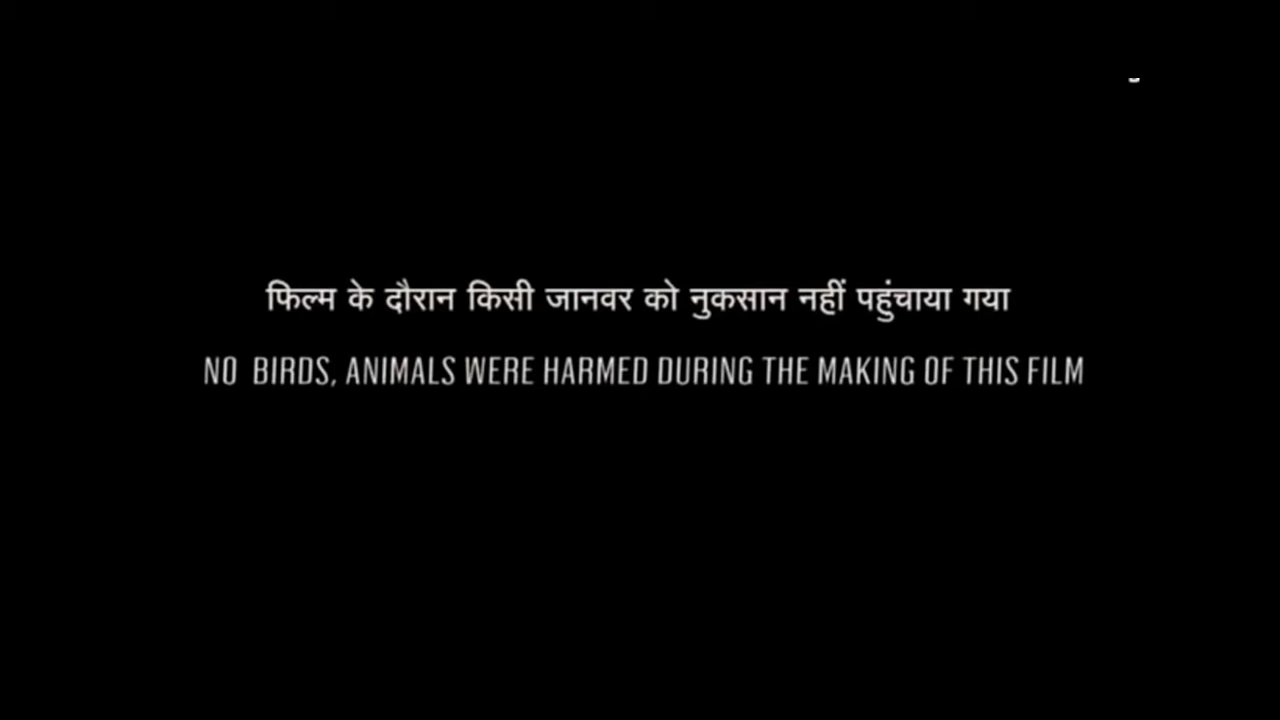 फिल्म के दौरान किसी जानवर को नुकसान नहीं पहुंचाया गया
NO BIRDS, ANIMALS WERE HARMED DURING THE MAKING OF THIS FILM